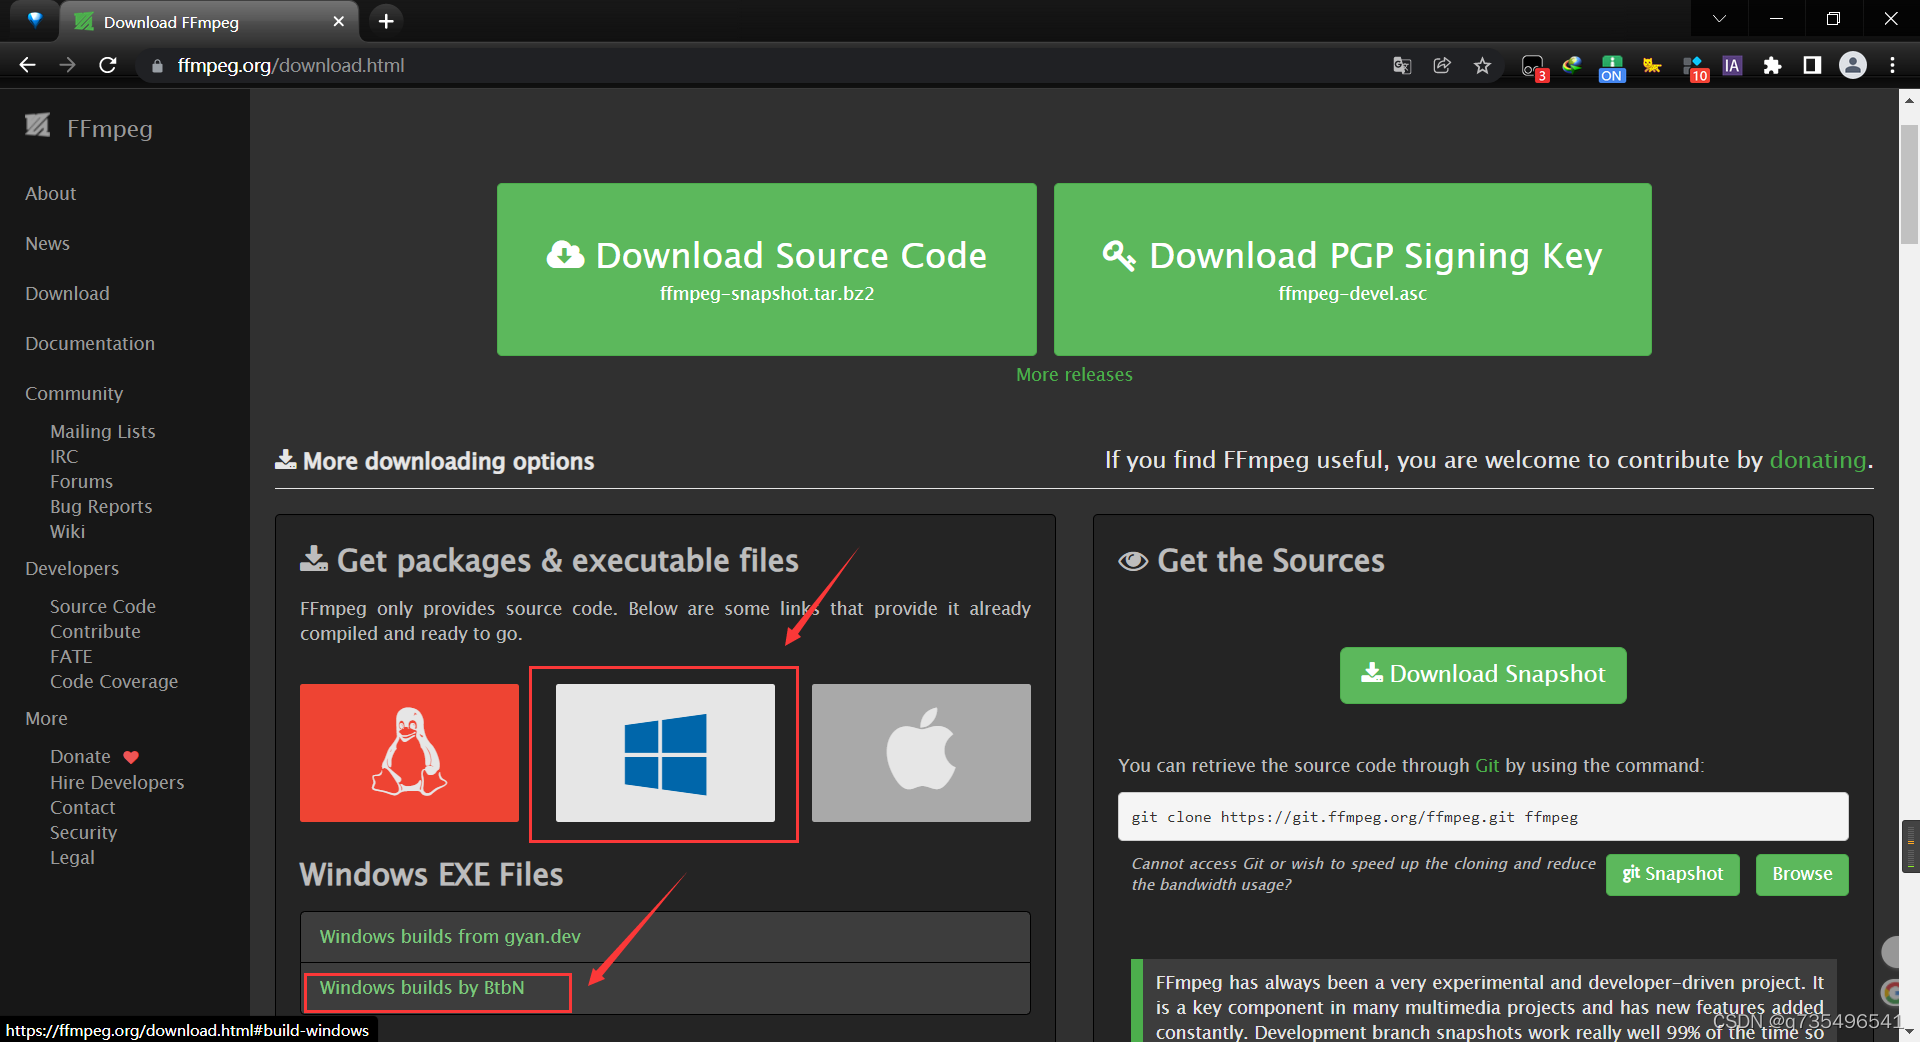 Download FFmpeg
ffmpeg.org/download.html
3
ON
10
IA
FFmpeg
About
News
Download
Documentation
Community
Mailing Lists
IRC
Forums
Bug Reports
Wiki
Developers
Source Code
Contribute
FATE
Code Coverage
More
Donate
Hire Developers
Contact
Security
Legal
Download Source Code
ffmpeg-snapshot.tar.bz2
Download PGP Signing Key
ffmpeg-devel.asc
More releases
More downloading options
If you find FFmpeg useful, you are welcome to contribute by donating.
Get packages & executable files
FFmpeg only provides source code. Below are some links that provide it already
compiled and ready to go.
Windows EXE Files
Windows builds from gyan.dev
Windows builds by BtbN
Get the Sources
Download Snapshot
You can retrieve the source code through Git by using the command:
git clone https://git.ffmpeg.org/ffmpeg.git ffmpeg
Cannot access Git or wish to speed up the cloning and reduce
the bandwidth usage?
git Snapshot
Browse
FFmpeg has always been a very experimental and developer-driven project. It
is a key component in many multimedia projects and has new features added
constantly. Development branch snapshots work really well 99% of the time so
https://ffmpeg.org/download.html#build-windows
CSDN @q735496541